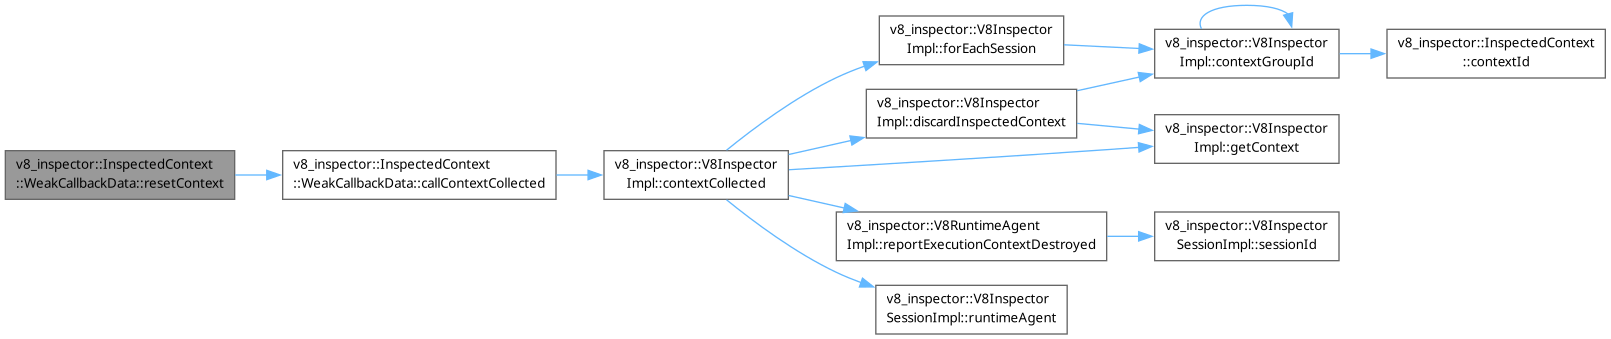 v8_inspector::InspectedContext
::WeakCallbackData::resetContext
v8_inspector::InspectedContext
::WeakCallbackData::callContextCollected
v8_inspector::V8Inspector
Impl::contextCollected
v8_inspector::V8Inspector
Impl::forEachSession
v8_inspector::V8Inspector
Impl::discardInspectedContext
v8_inspector::V8RuntimeAgent
Impl::reportExecutionContextDestroyed
v8_inspector::V8Inspector
SessionImpl::runtimeAgent
v8_inspector::V8Inspector
Impl::contextGroupId
v8_inspector::V8Inspector
Impl::getContext
v8_inspector::V8Inspector
SessionImpl::sessionId
v8_inspector::InspectedContext
::contextId